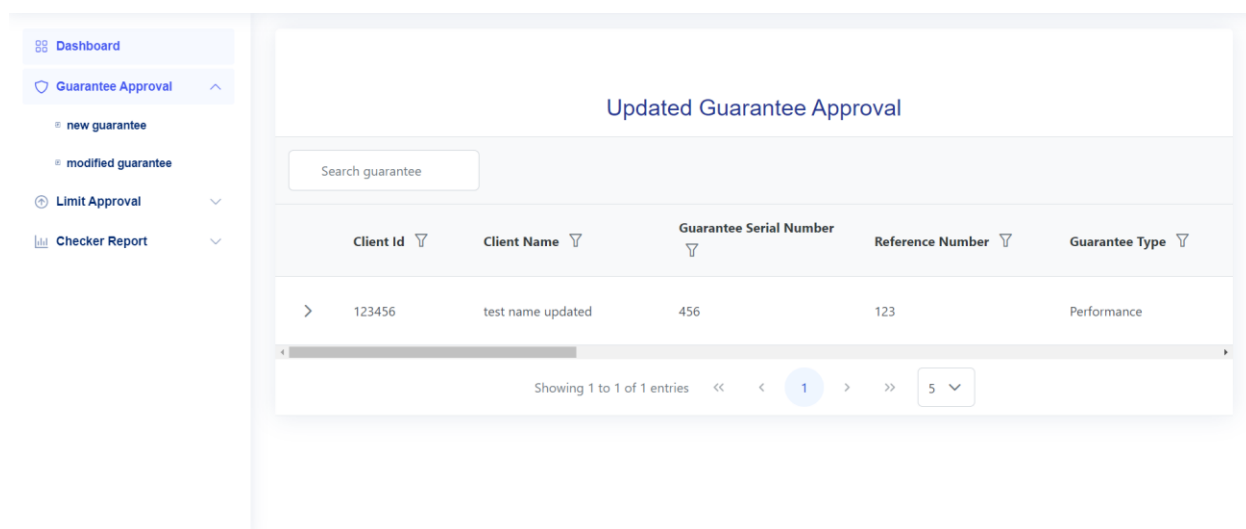 Dashboard
Guarantee Approval
new guarantee
modified guarantee
Limit Approval
Checker Report
Updated Guarantee Approval
Search guarantee
Client Id
Client Name
Guarantee Serial Number
Reference Number
Guarantee Type
123456
test name updated
456
123
Performance
Showing 1 to 1 of 1 entries << < 1 > >> 5